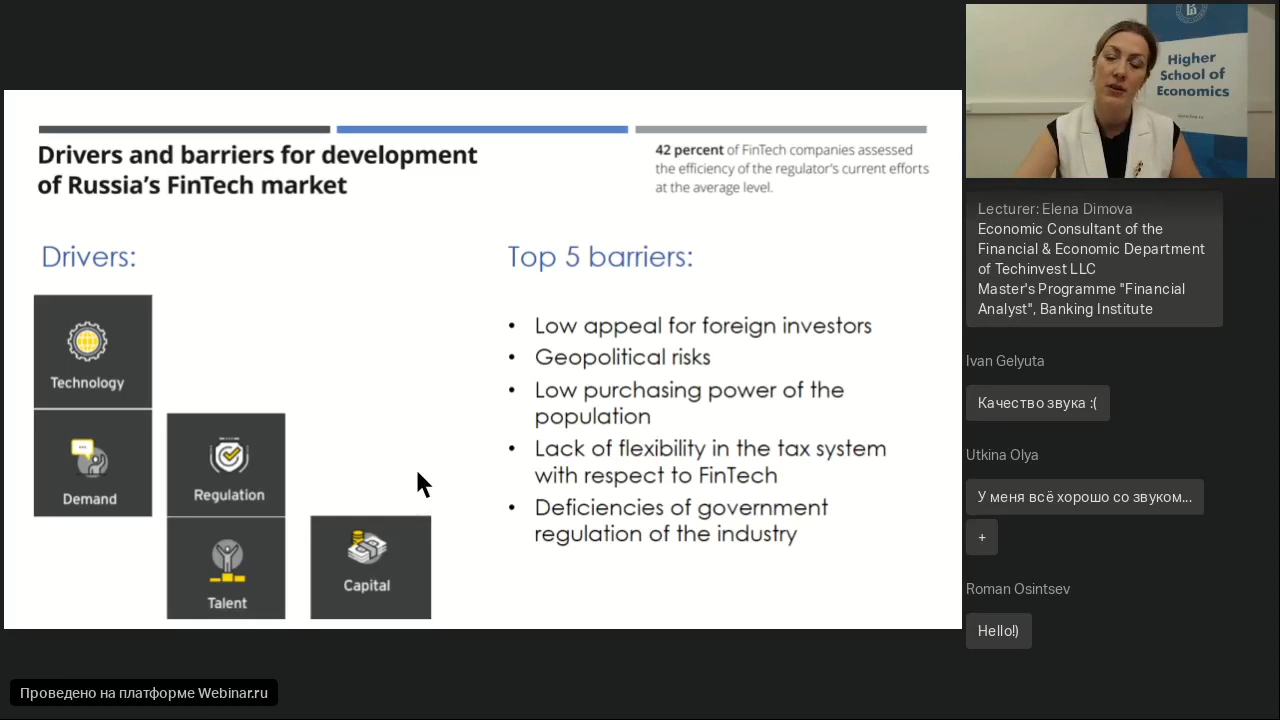 Drivers and barriers for development
of Russia's FinTech market
42 percent of FinTech companies assessed
the efficiency of the regulator's current efforts
at the average level.
Drivers:
Technology
Demand
Regulation
Talent
Capital
Top 5 barriers:
• Low appeal for foreign investors
• Geopolitical risks
• Low purchasing power of the
population
• Lack of flexibility in the tax system
with respect to FinTech
• Deficiencies of government
regulation of the industry
Higher
School of
Economics
Lecturer: Elena Dimova
Economic Consultant of the
Financial & Economic Department
of Techinvest LLC
Master's Programme "Financial
Analyst", Banking Institute
Ivan Gelyuta
Качество звука :(
Utkina Olya
У меня всё хорошо со звуком...
+
Roman Osintsev
Hello!)
Проведено на платформе Webinar.ru